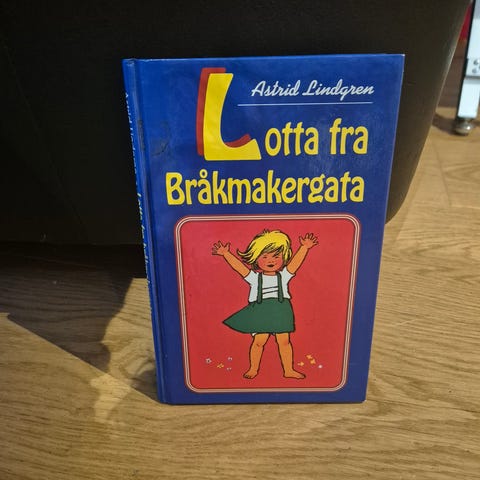 Astrid Lindgren
Lotta fra
Bråkmakergata